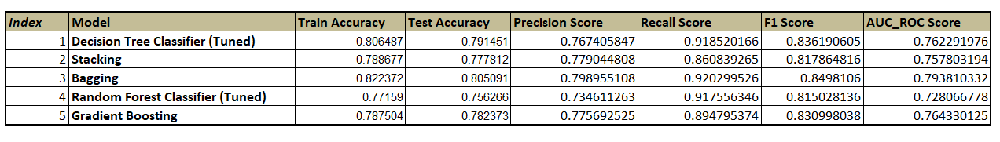 Index Model Train Accuracy Test Accuracy Precision Score Recall Score F1 Score AUC_ROC Score
1 Decision Tree Classifier (Tuned) 0.806487 0.791451 0.767405847 0.918520166 0.836190605 0.762291976
2 Stacking 0.788677 0.777812 0.779044808 0.860839265 0.817864816 0.757803194
3 Bagging 0.822372 0.805091 0.798955108 0.920299526 0.8498106 0.793810332
4 Random Forest Classifier (Tuned) 0.77159 0.756266 0.734611263 0.917556346 0.815028136 0.728066778
5 Gradient Boosting 0.787504 0.782373 0.775692525 0.894795374 0.830998038 0.764330125